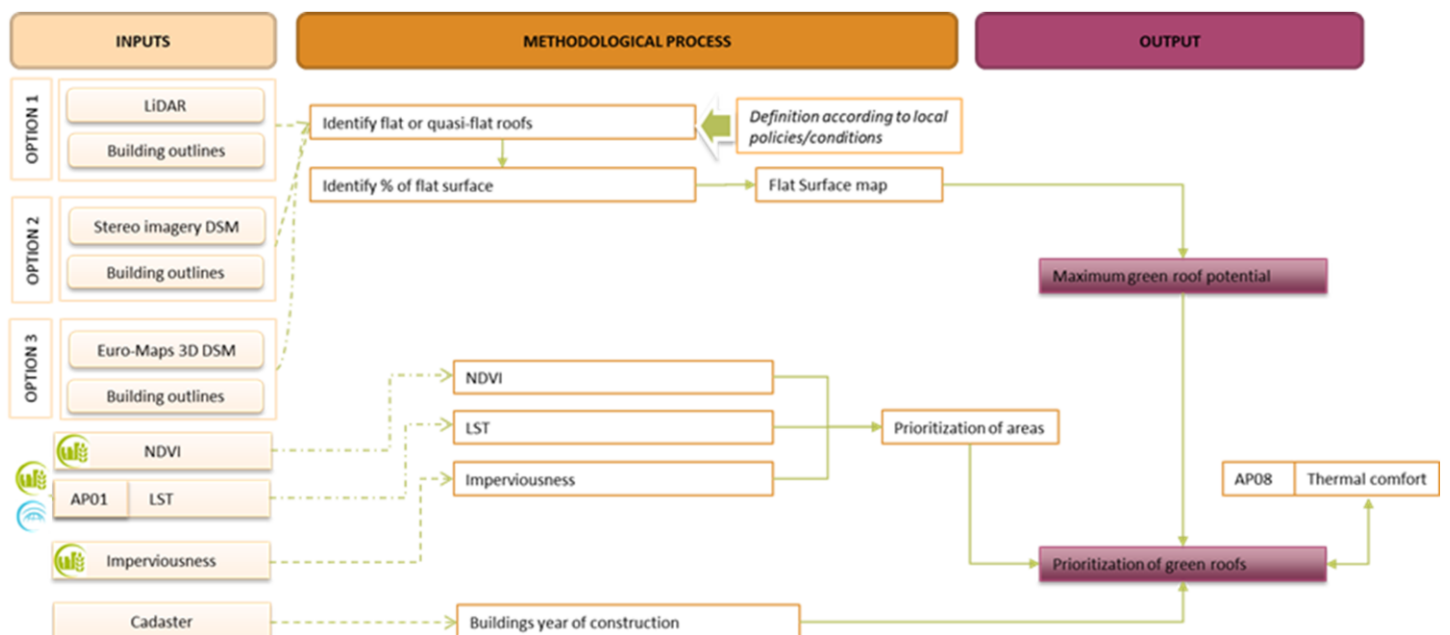 INPUTS
METHODOLOGICAL PROCESS
OUTPUT
OPTION 1
LiDAR
Building outlines
Identify flat or quasi-flat roofs
Definition according to local
policies/conditions
Identify % of flat surface
Flat Surface map
OPTION 2
Stereo imagery DSM
Building outlines
Maximum green roof potential
OPTION 3
Euro-Maps 3D DSM
Building outlines
NDVI
LST
Imperviousness
Prioritization of areas
NDVI
AP01
LST
Imperviousness
AP08
Thermal comfort
Prioritization of green roofs
Cadaster
Buildings year of construction